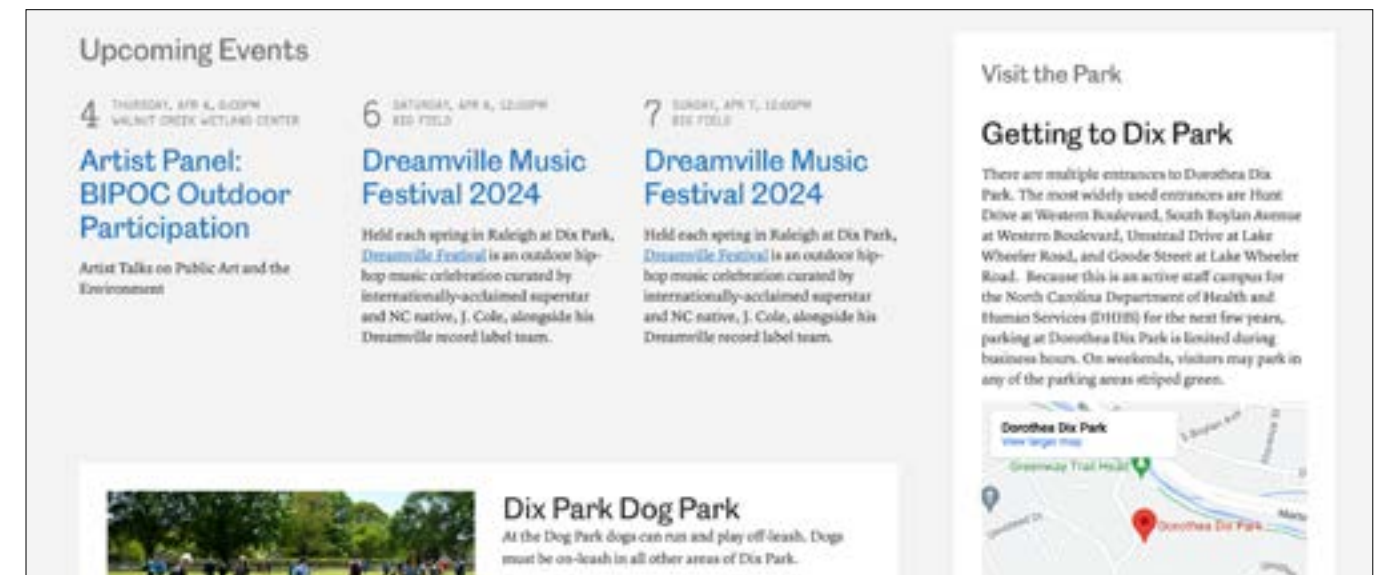 Upcoming Events
4
THURSDAY, APR 4, 6:00PM
WALNUT CREEK WETLAND CENTER
Artist Panel:
BIPOC Outdoor
Participation
Artist Talks on Public Art and the
Environment
6
SATURDAY, APR 6, 12:00PM
BIG FIELD
Dreamville Music
Festival 2024
Held each spring in Raleigh at Dix Park,
Dreamville Festival is an outdoor hip-
hop music celebration curated by
internationally-acclaimed superstar
and NC native, J. Cole, alongside his
Dreamville record label team.
7
SUNDAY, APR 7, 12:00PM
BIG FIELD
Dreamville Music
Festival 2024
Held each spring in Raleigh at Dix Park,
Dreamville Festival is an outdoor hip-
hop music celebration curated by
internationally-acclaimed superstar
and NC native, J. Cole, alongside his
Dreamville record label team.
Dix Park Dog Park
At the Dog Park dogs can run and play off-leash. Dogs
must be on-leash in all other areas of Dix Park.
Visit the Park
Getting to Dix Park
There are multiple entrances to Dorothea Dix
Park. The most widely used entrances are Hunt
Drive at Western Boulevard, South Boylan Avenue
at Western Boulevard, Umstead Drive at Lake
Wheeler Road, and Goode Street at Lake Wheeler
Road. Because this is an active staff campus for
the North Carolina Department of Health and
Human Services (DHHS) for the next few years,
parking at Dorothea Dix Park is limited during
business hours. On weekends, visitors may park in
any of the parking areas striped green.
Dorothea Dix Park
View larger map
S Boylan Ave
Greenway Trail Head
Umstead Dr
Dorothea Dix Park